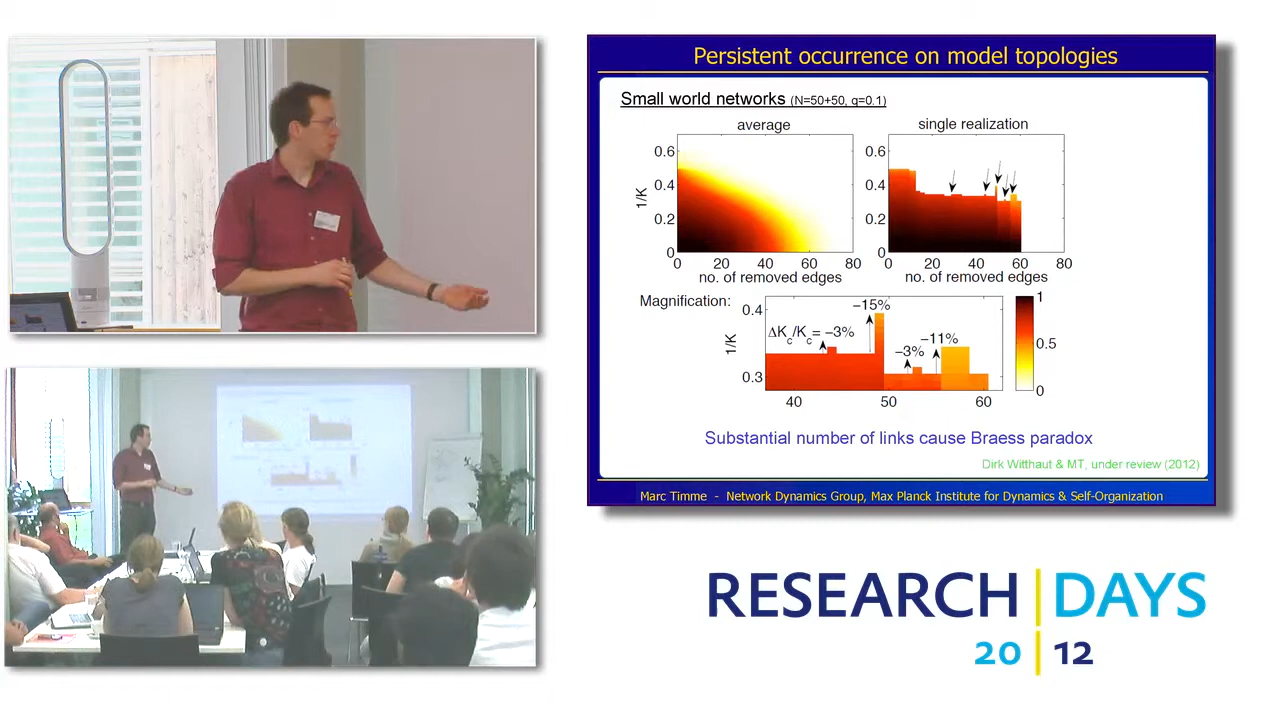 Persistent occurrence on model topologies
Small world networks (N=50+50, q=0.1)
average
single realization
0.6
0.4
0.2
0
1/K
0 20 40 60 80
no. of removed edges
0.6
0.4
0.2
0
0 20 40 60 80
no. of removed edges
Magnification:
1/K
0.4
0.3
ΔKc/Kc= −3%
−15%
−3%
−11%
40 50 60
1
0.5
0
Substantial number of links cause Braess paradox
Dirk Witthaut & MT, under review (2012)
Marc Timme - Network Dynamics Group, Max Planck Institute for Dynamics & Self-Organization
RESEARCH DAYS
20 12